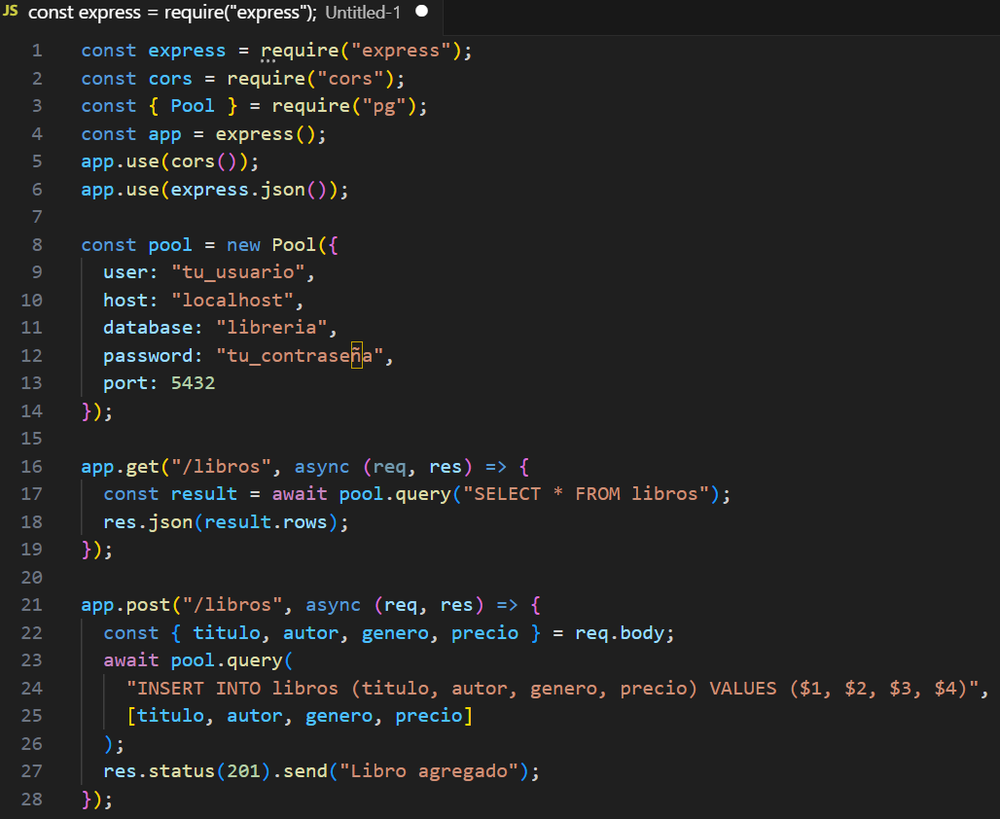 JS const express = require("express"); Untitled-1
1 const express = require("express");
2 const cors = require("cors");
3 const { Pool } = require("pg");
4 const app = express();
5 app.use(cors());
6 app.use(express.json());
7
8 const pool = new Pool({
9   user: "tu_usuario",
10   host: "localhost",
11   database: "libreria",
12   password: "tu_contraseña",
13   port: 5432
14 });
15
16 app.get("/libros", async (req, res) => {
17   const result = await pool.query("SELECT * FROM libros");
18   res.json(result.rows);
19 });
20
21 app.post("/libros", async (req, res) => {
22   const { titulo, autor, genero, precio } = req.body;
23   await pool.query(
24     "INSERT INTO libros (titulo, autor, genero, precio) VALUES ($1, $2, $3, $4)",
25     [titulo, autor, genero, precio]
26   );
27   res.status(201).send("Libro agregado");
28 });